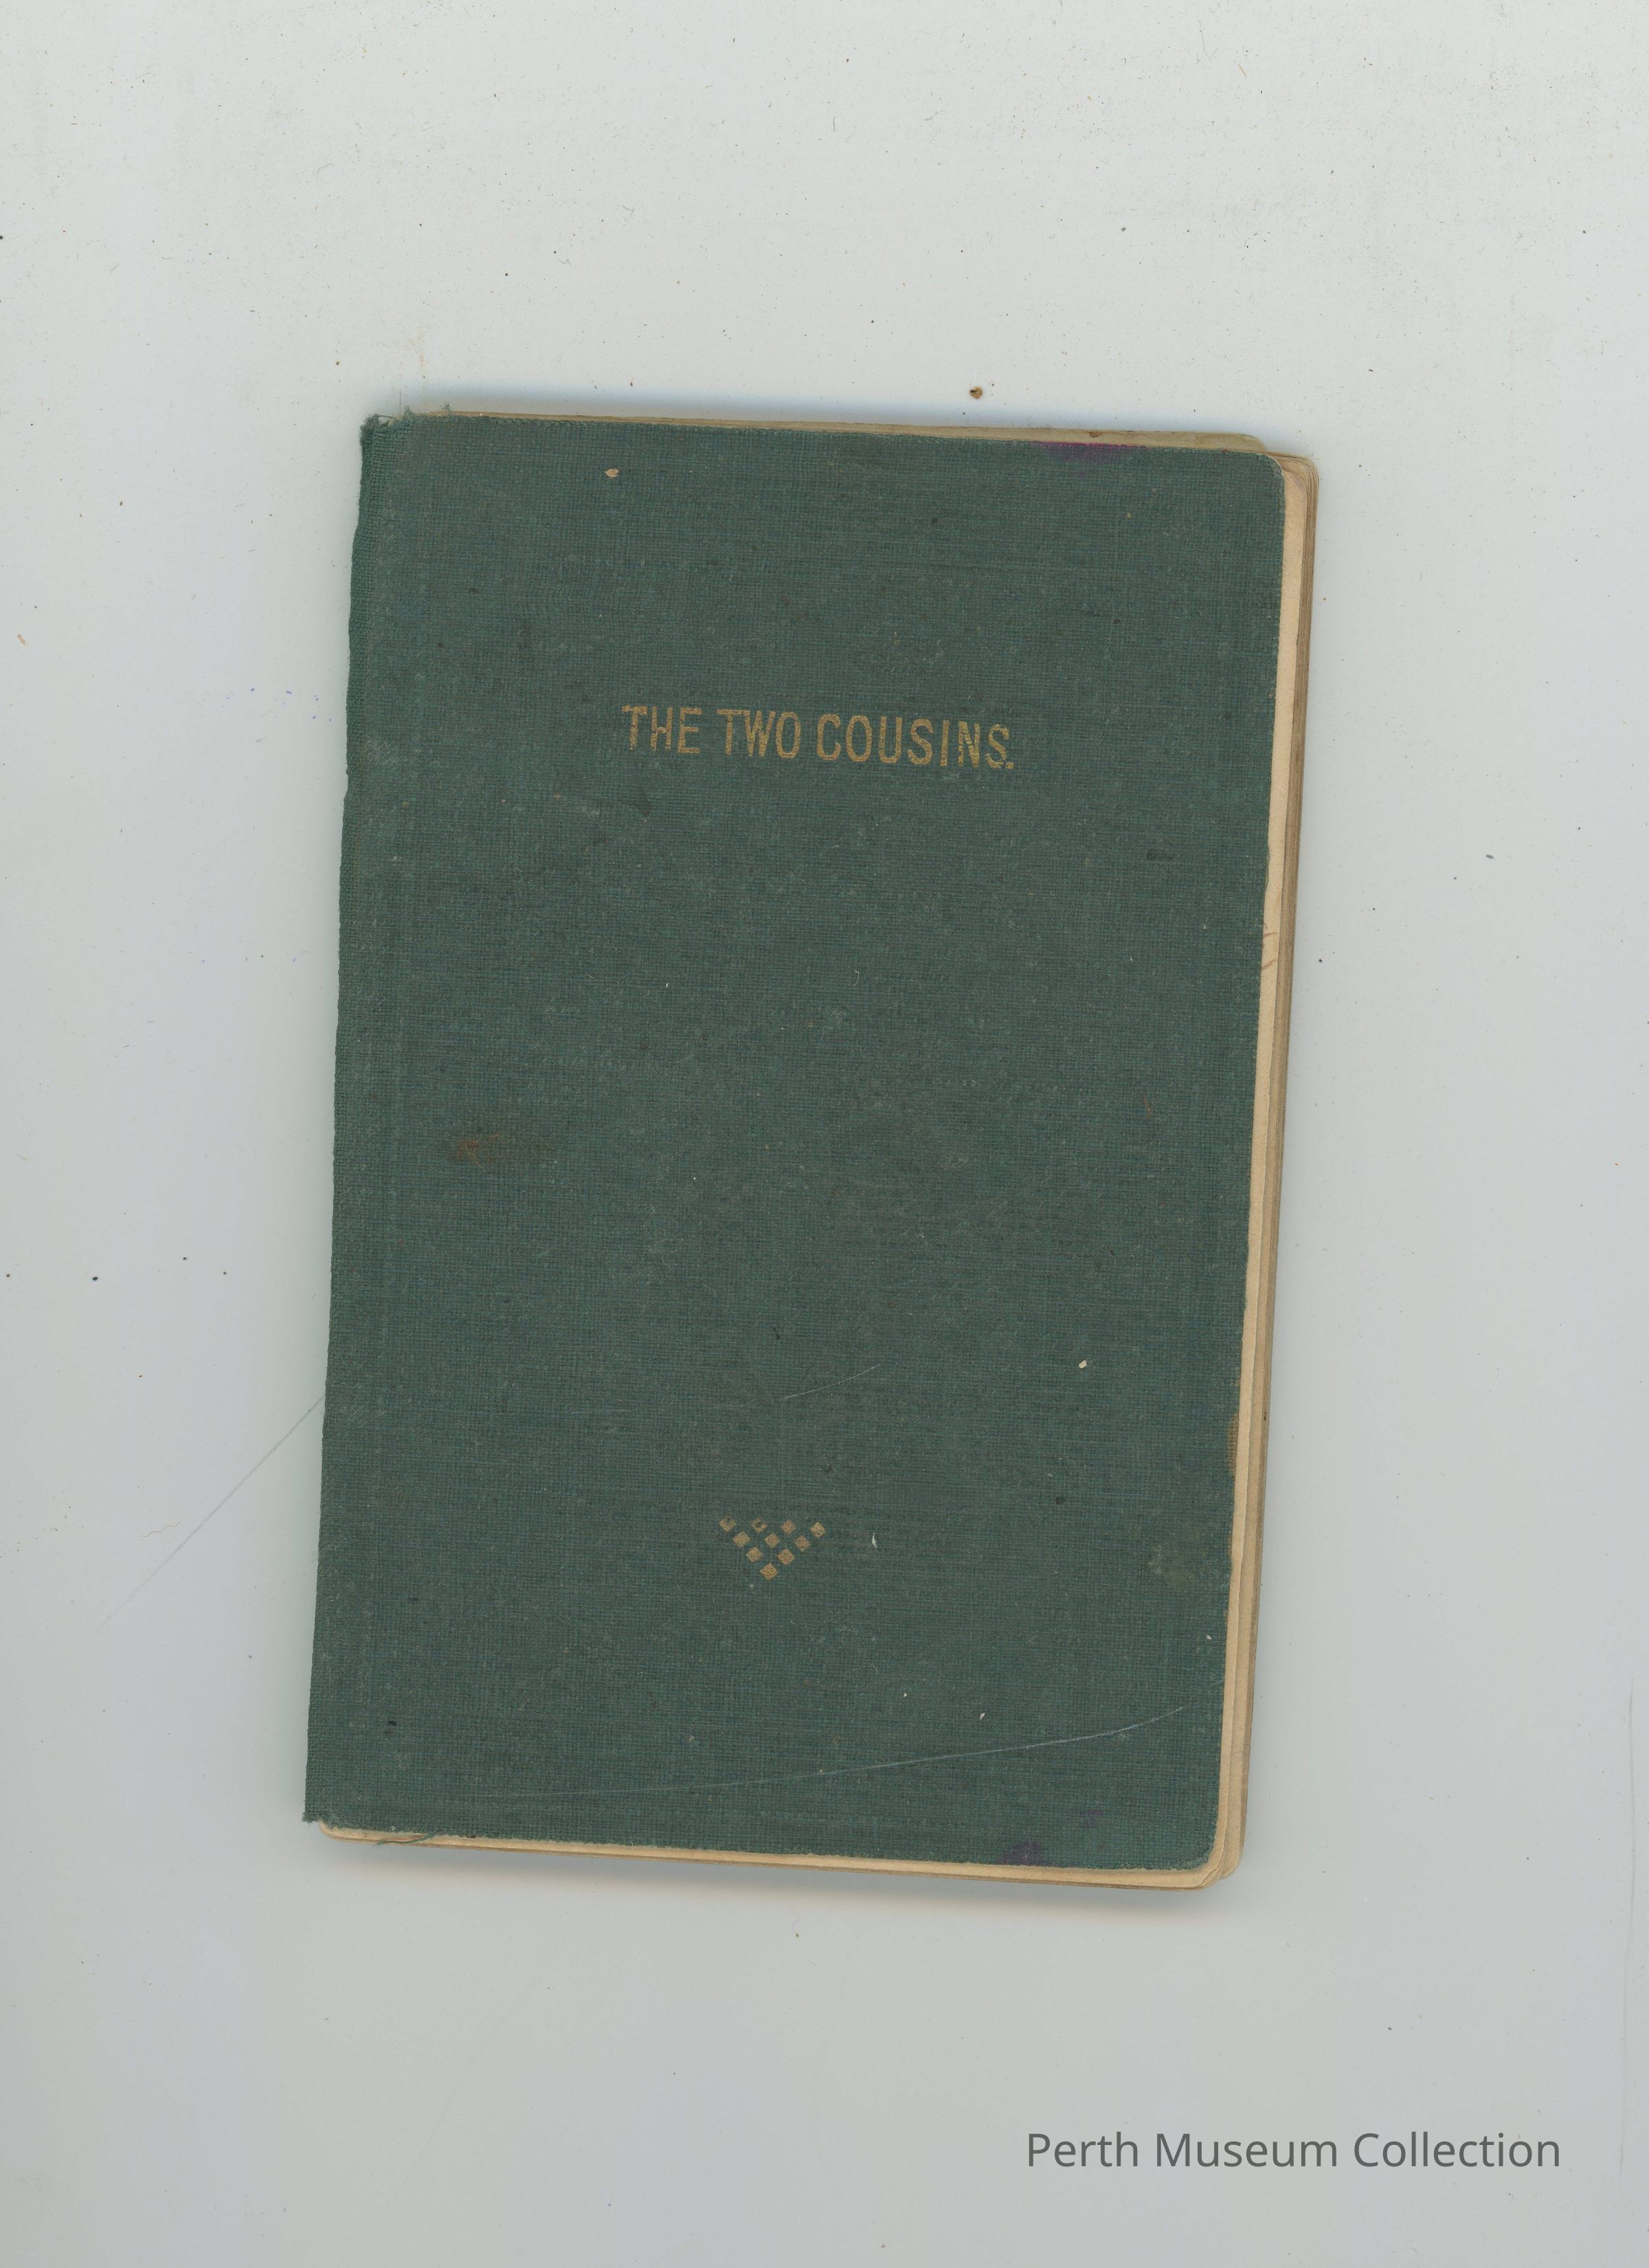 THE TWO COUSINS.
Perth Museum Collection